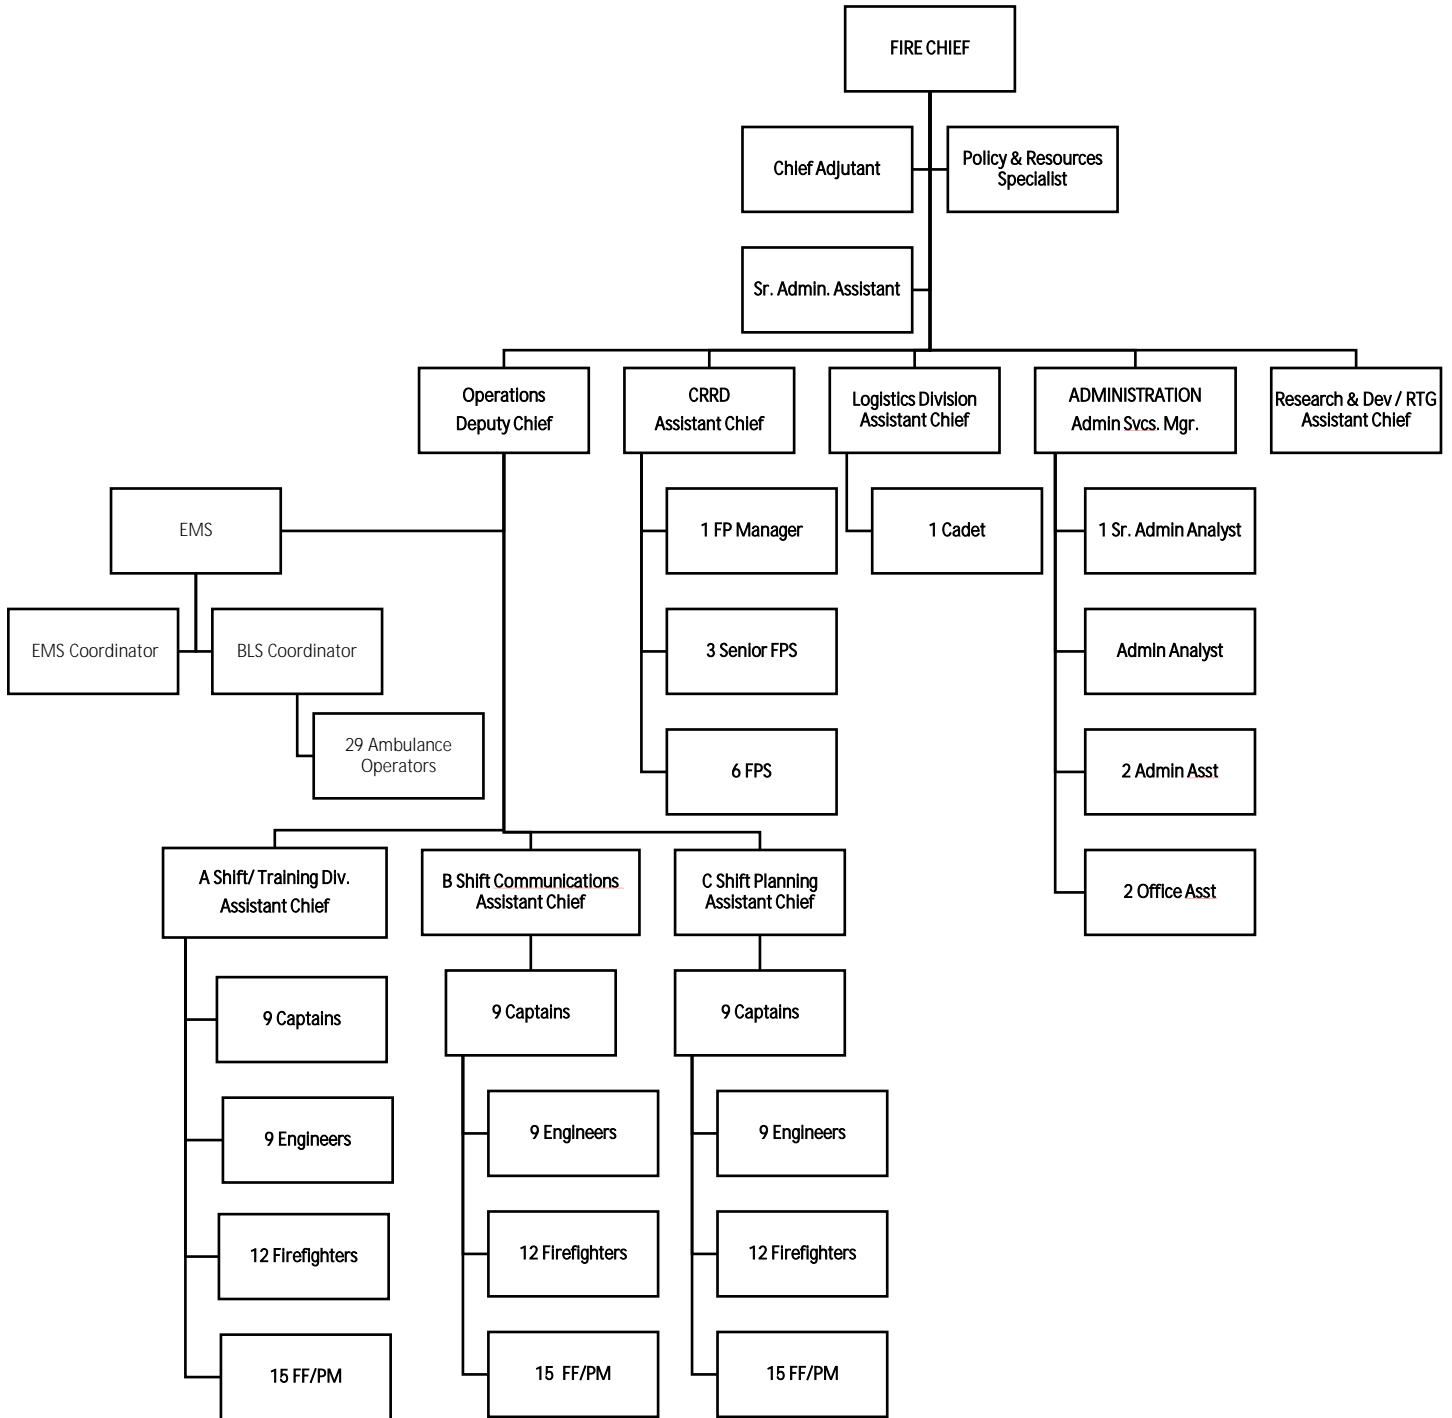 FIRE CHIEF
Chief Adjutant
Policy & Resources
Specialist
Sr. Admin. Assistant
Operations
Deputy Chief
CRRD
Assistant Chief
Logistics Division
Assistant Chief
ADMINISTRATION
Admin Svcs. Mgr.
Research & Dev / RTG
Assistant Chief
EMS
1 FP Manager
1 Cadet
1 Sr. Admin Analyst
EMS Coordinator
BLS Coordinator
3 Senior FPS
Admin Analyst
29 Ambulance
Operators
6 FPS
2 Admin Asst
A Shift/ Training Div.
Assistant Chief
B Shift Communications
Assistant Chief
C Shift Planning
Assistant Chief
2 Office Asst
9 Captains
9 Captains
9 Captains
9 Engineers
9 Engineers
9 Engineers
12 Firefighters
12 Firefighters
12 Firefighters
15 FF/PM
15 FF/PM
15 FF/PM